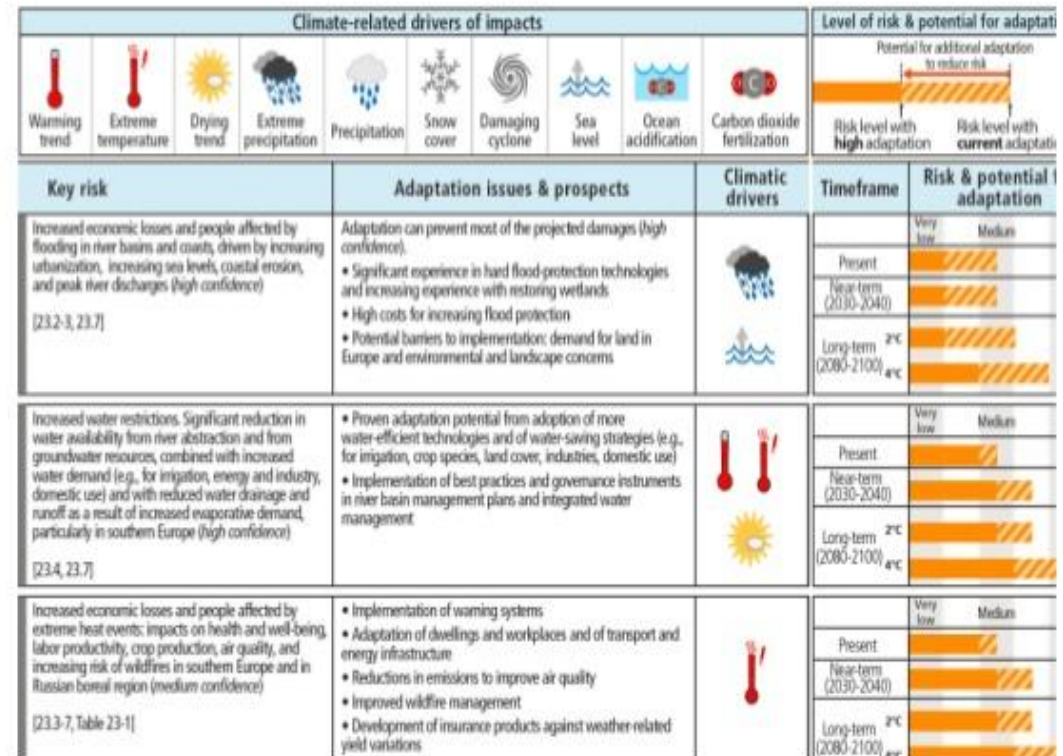 Climate-related drivers of impacts
Level of risk & potential for adaptati
Potential for additional adaptation
to reduce risk
Warming
trend
Extreme
temperature
Drying
trend
Extreme
precipitation
Precipitation
Snow
cover
Damaging
cyclone
Sea
level
Ocean
acidification
Carbon dioxide
fertilization
Risk level with
high adaptation
Risk level with
current adaptatio
Key risk
Adaptation issues & prospects
Climatic
drivers
Timeframe
Risk & potential f
adaptation
Increased economic losses and people affected by
flooding in river basins and coasts, driven by increasing
urbanization, increasing sea levels, coastal erosion,
and peak river discharges (high confidence)
[23.2-3, 23.7]
Adaptation can prevent most of the projected damages (high
confidence).
• Significant experience in hard flood-protection technologies
and increasing experience with restoring wetlands
• High costs for increasing flood protection
• Potential barriers to implementation: demand for land in
Europe and environmental and landscape concerns
Very
low
Medium
Present
Near-term
(2030-2040)
Long-term
(2080-2100)
2°C
4°C
Increased water restrictions. Significant reduction in
water availability from river abstraction and from
groundwater resources, combined with increased
water demand (e.g., for irrigation, energy and industry,
domestic use) and with reduced water drainage and
runoff as a result of increased evaporative demand,
particularly in southern Europe (high confidence)
[23.4, 23.7]
• Proven adaptation potential from adoption of more
water-efficient technologies and of water-saving strategies (e.g.,
for irrigation, crop species, land cover, industries, domestic use)
• Implementation of best practices and governance instruments
in river basin management plans and integrated water
management
Very
low
Medium
Present
Near-term
(2030-2040)
Long-term
(2080-2100)
2°C
4°C
Increased economic losses and people affected by
extreme heat events: impacts on health and well-being,
labor productivity, crop production, air quality, and
increasing risk of wildfires in southern Europe and in
Russian boreal region (medium confidence)
[23.3-7, Table 23-1]
• Implementation of warning systems
• Adaptation of dwellings and workplaces and of transport and
energy infrastructure
• Reductions in emissions to improve air quality
• Improved wildfire management
• Development of insurance products against weather-related
yield variations
Very
low
Medium
Present
Near-term
(2030-2040)
Long-term
(2080-2100)
2°C
4°C